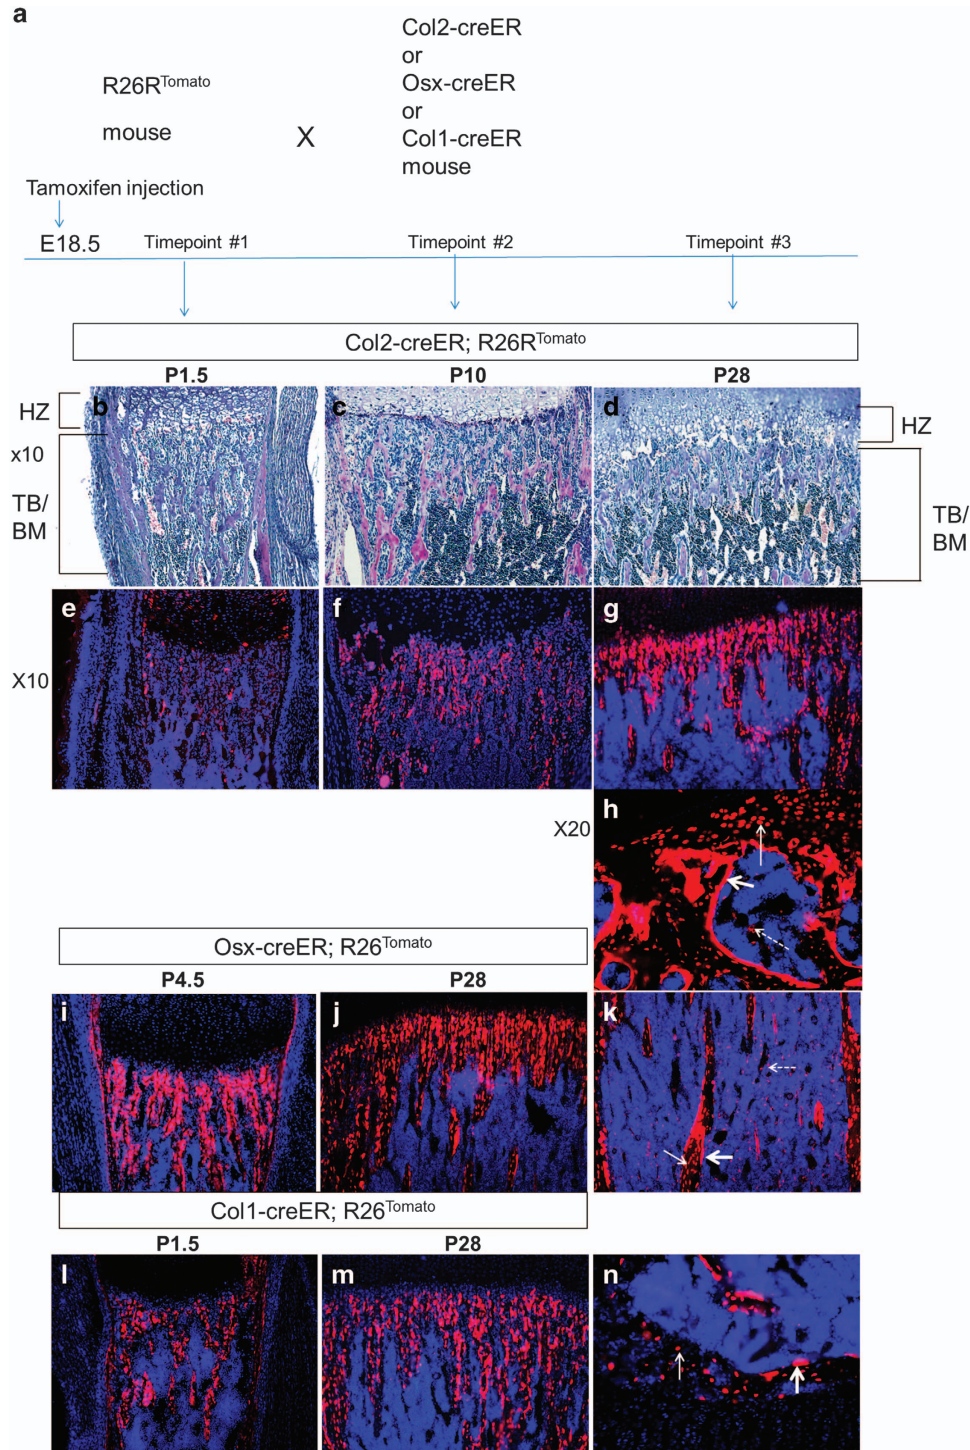 a
Col2-creER
or
R26RTomato
Osx-creER
or
mouse
X
Col1-creER
mouse
Tamoxifen injection
E18.5
Timepoint #1
Timepoint #2
Timepoint #3
Col2-creER; R26RTomato
P1.5
P10
P28
HZ
b
c
d
HZ
x10
TB/
BM
TB/
BM
e
f
g
X10
X20
h
Osx-creER; R26Tomato
P4.5
P28
i
j
k
Col1-creER; R26Tomato
P1.5
P28
l
m
n